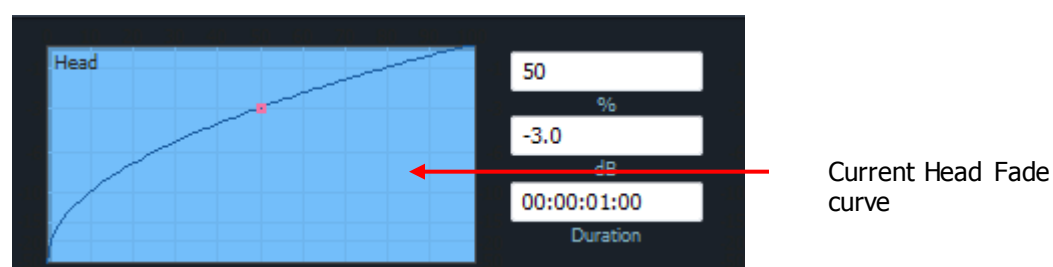 Head
50
%
-3.0
dB
00:00:01:00
Duration
Current Head Fade
curve